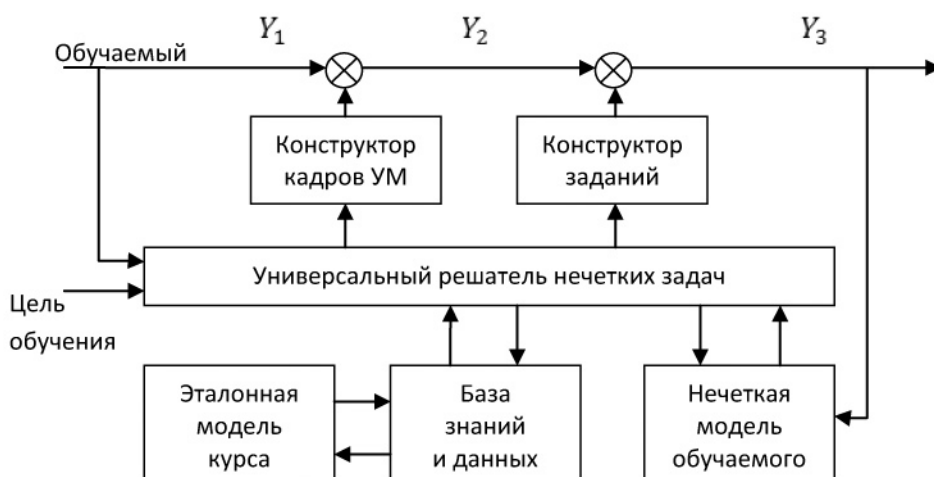 Y₁
Y₂
Y₃
Обучаемый
Конструктор
кадров УМ
Конструктор
заданий
Универсальный решатель нечетких задач
Цель
обучения
Эталонная
модель
курса
База
знаний
и данных
Нечеткая
модель
обучаемого